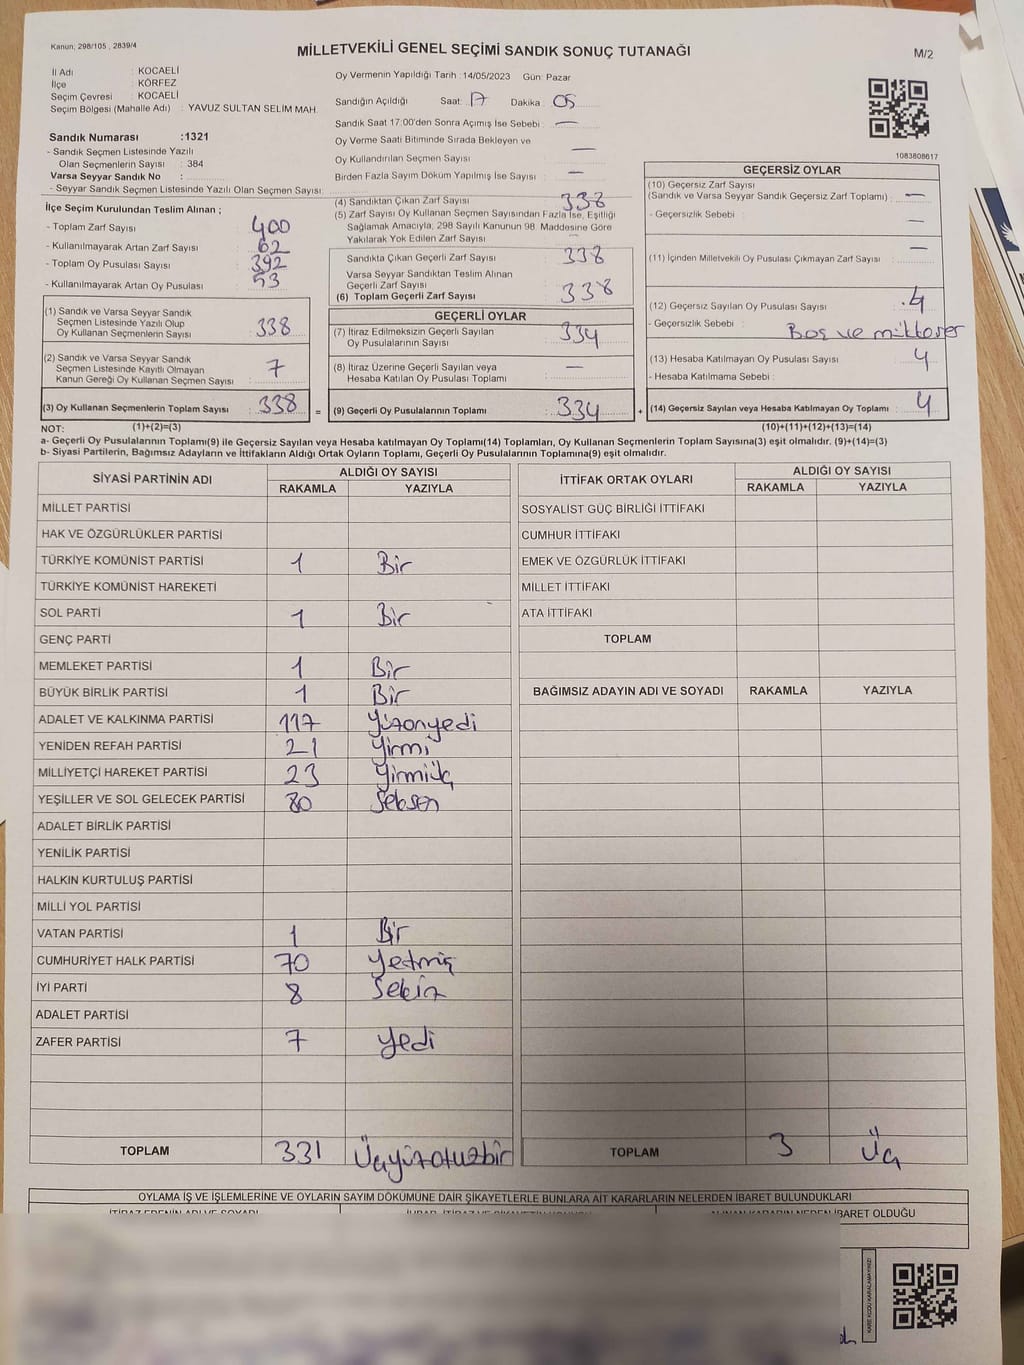 Kanun; 298/105 , 2839/4
MİLLETVEKİLİ GENEL SEÇİMİ SANDIK SONUÇ TUTANAĞI
M/2
İl Adı : KOCAELİ
İlçe : KÖRFEZ
Seçim Çevresi : KOCAELİ
Seçim Bölgesi (Mahalle Adı) : YAVUZ SULTAN SELİM MAH.
Sandık Numarası :1321
- Sandık Seçmen Listesinde Yazılı
Olan Seçmenlerin Sayısı : 384
Varsa Seyyar Sandık No :
- Seyyar Sandık Seçmen Listesinde Yazılı Olan Seçmen Sayısı:
Oy Vermenin Yapıldığı Tarih :14/05/2023 Gün: Pazar
Sandığın Açıldığı Saat: 17 Dakika: 05
Sandık Saat 17:00'den Sonra Açımış İse Sebebi : —
Oy Verme Saati Bitiminde Sırada Bekleyen ve
Oy Kullandırılan Seçmen Sayısı : —
Birden Fazla Sayım Döküm Yapılmış İse Sayısı : —
1083808617
İlçe Seçim Kurulundan Teslim Alınan ;
- Toplam Zarf Sayısı : 400
- Kullanılmayarak Artan Zarf Sayısı : 62
- Toplam Oy Pusulası Sayısı : 392
- Kullanılmayarak Artan Oy Pusulası : 53
(4) Sandıktan Çıkan Zarf Sayısı : 338
(5) Zarf Sayısı Oy Kullanan Seçmen Sayısından Fazla İse, Eşitliği
Sağlamak Amacıyla, 298 Sayılı Kanunun 98. Maddesine Göre
Yakılarak Yok Edilen Zarf Sayısı : —
Sandıkta Çıkan Geçerli Zarf Sayısı : 338
Varsa Seyyar Sandıktan Teslim Alınan
Geçerli Zarf Sayısı :
(6) Toplam Geçerli Zarf Sayısı : 338
GEÇERSİZ OYLAR
(10) Geçersiz Zarf Sayısı
(Sandık ve Varsa Seyyar Sandık Geçersiz Zarf Toplamı) : —
- Geçersizlik Sebebi : —
—
(11) İçinden Milletvekili Oy Pusulası Çıkmayan Zarf Sayısı :
(12) Geçersiz Sayılan Oy Pusulası Sayısı : 4
- Geçersizlik Sebebi :
(13) Hesaba Katılmayan Oy Pusulası Sayısı : 4
- Hesaba Katılmama Sebebi :
(14) Geçersiz Sayılan veya Hesaba Katılmayan Oy Toplamı : 4
(10)+(11)+(12)+(13)=(14)
(1) Sandık ve Varsa Seyyar Sandık
Seçmen Listesinde Yazılı Olup
Oy Kullanan Seçmenlerin Sayısı : 338
(2) Sandık ve Varsa Seyyar Sandık
Seçmen Listesinde Kayıtlı Olmayan
Kanun Gereği Oy Kullanan Seçmen Sayısı : 7
(3) Oy Kullanan Seçmenlerin Toplam Sayısı : 338 =
GEÇERLİ OYLAR
(7) İtiraz Edilmeksizin Geçerli Sayılan
Oy Pusulalarının Sayısı : 334
(8) İtiraz Üzerine Geçerli Sayılan veya
Hesaba Katılan Oy Pusulası Toplamı : —
(9) Geçerli Oy Pusulalarının Toplamı : 334 +
NOT: (1)+(2)=(3)
a- Geçerli Oy Pusulalarının Toplamı(9) ile Geçersiz Sayılan veya Hesaba katılmayan Oy Toplamı(14) Toplamları, Oy Kullanan Seçmenlerin Toplam Sayısına(3) eşit olmalıdır. (9)+(14)=(3)
b- Siyasi Partilerin, Bağımsız Adayların ve İttifakların Aldığı Ortak Oyların Toplamı, Geçerli Oy Pusulalarının Toplamına(9) eşit olmalıdır.
SİYASİ PARTİNİN ADI ALDIĞI OY SAYISI
RAKAMLA YAZIYLA
MİLLET PARTİSİ
HAK VE ÖZGÜRLÜKLER PARTİSİ
TÜRKİYE KOMÜNİST PARTİSİ 1 Bir
TÜRKİYE KOMÜNİST HAREKETİ
SOL PARTİ 1 Bir
GENÇ PARTİ
MEMLEKET PARTİSİ 1 Bir
BÜYÜK BİRLİK PARTİSİ 1 Bir
ADALET VE KALKINMA PARTİSİ 117 Yüzonyedi
YENİDEN REFAH PARTİSİ 21 Yirmi
MİLLİYETÇİ HAREKET PARTİSİ 23 Yirmiüç
YEŞİLLER VE SOL GELECEK PARTİSİ 80 Seksen
ADALET BİRLİK PARTİSİ
YENİLİK PARTİSİ
HALKIN KURTULUŞ PARTİSİ
MİLLİ YOL PARTİSİ
VATAN PARTİSİ 1 Bir
CUMHURİYET HALK PARTİSİ 70 Yetmiş
İYİ PARTİ 8 Sekiz
ADALET PARTİSİ
ZAFER PARTİSİ 7 Yedi
TOPLAM 331 Üçyüzotuzbir
İTTİFAK ORTAK OYLARI ALDIĞI OY SAYISI
RAKAMLA YAZIYLA
SOSYALİST GÜÇ BİRLİĞİ İTTİFAKI
CUMHUR İTTİFAKI
EMEK VE ÖZGÜRLÜK İTTİFAKI
MİLLET İTTİFAKI
ATA İTTİFAKI
TOPLAM
BAĞIMSIZ ADAYIN ADI VE SOYADI RAKAMLA YAZIYLA
TOPLAM 3 Üç
OYLAMA İŞ VE İŞLEMLERİNE VE OYLARIN SAYIM DÖKÜMÜNE DAİR ŞİKAYETLERLE BUNLARA AİT KARARLARIN NELERDEN İBARET BULUNDUKLARI
İBARET OLDUĞU